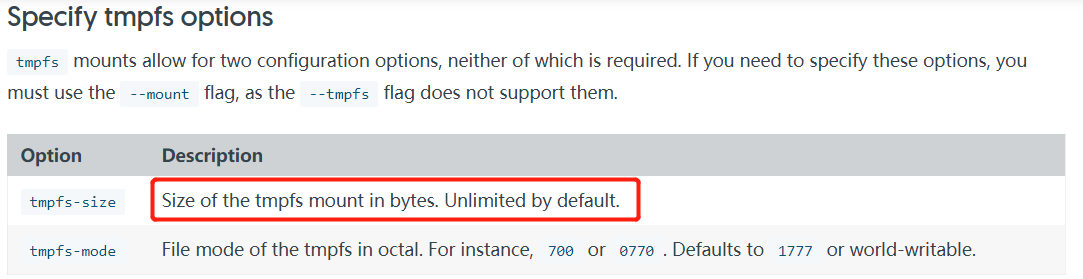 Specify tmpfs options
tmpfs mounts allow for two configuration options, neither of which is required. If you need to specify these options, you
must use the --mount flag, as the --tmpfs flag does not support them.
Option Description
tmpfs-size Size of the tmpfs mount in bytes. Unlimited by default.
tmpfs-mode File mode of the tmpfs in octal. For instance, 700 or 0770 . Defaults to 1777 or world-writable.